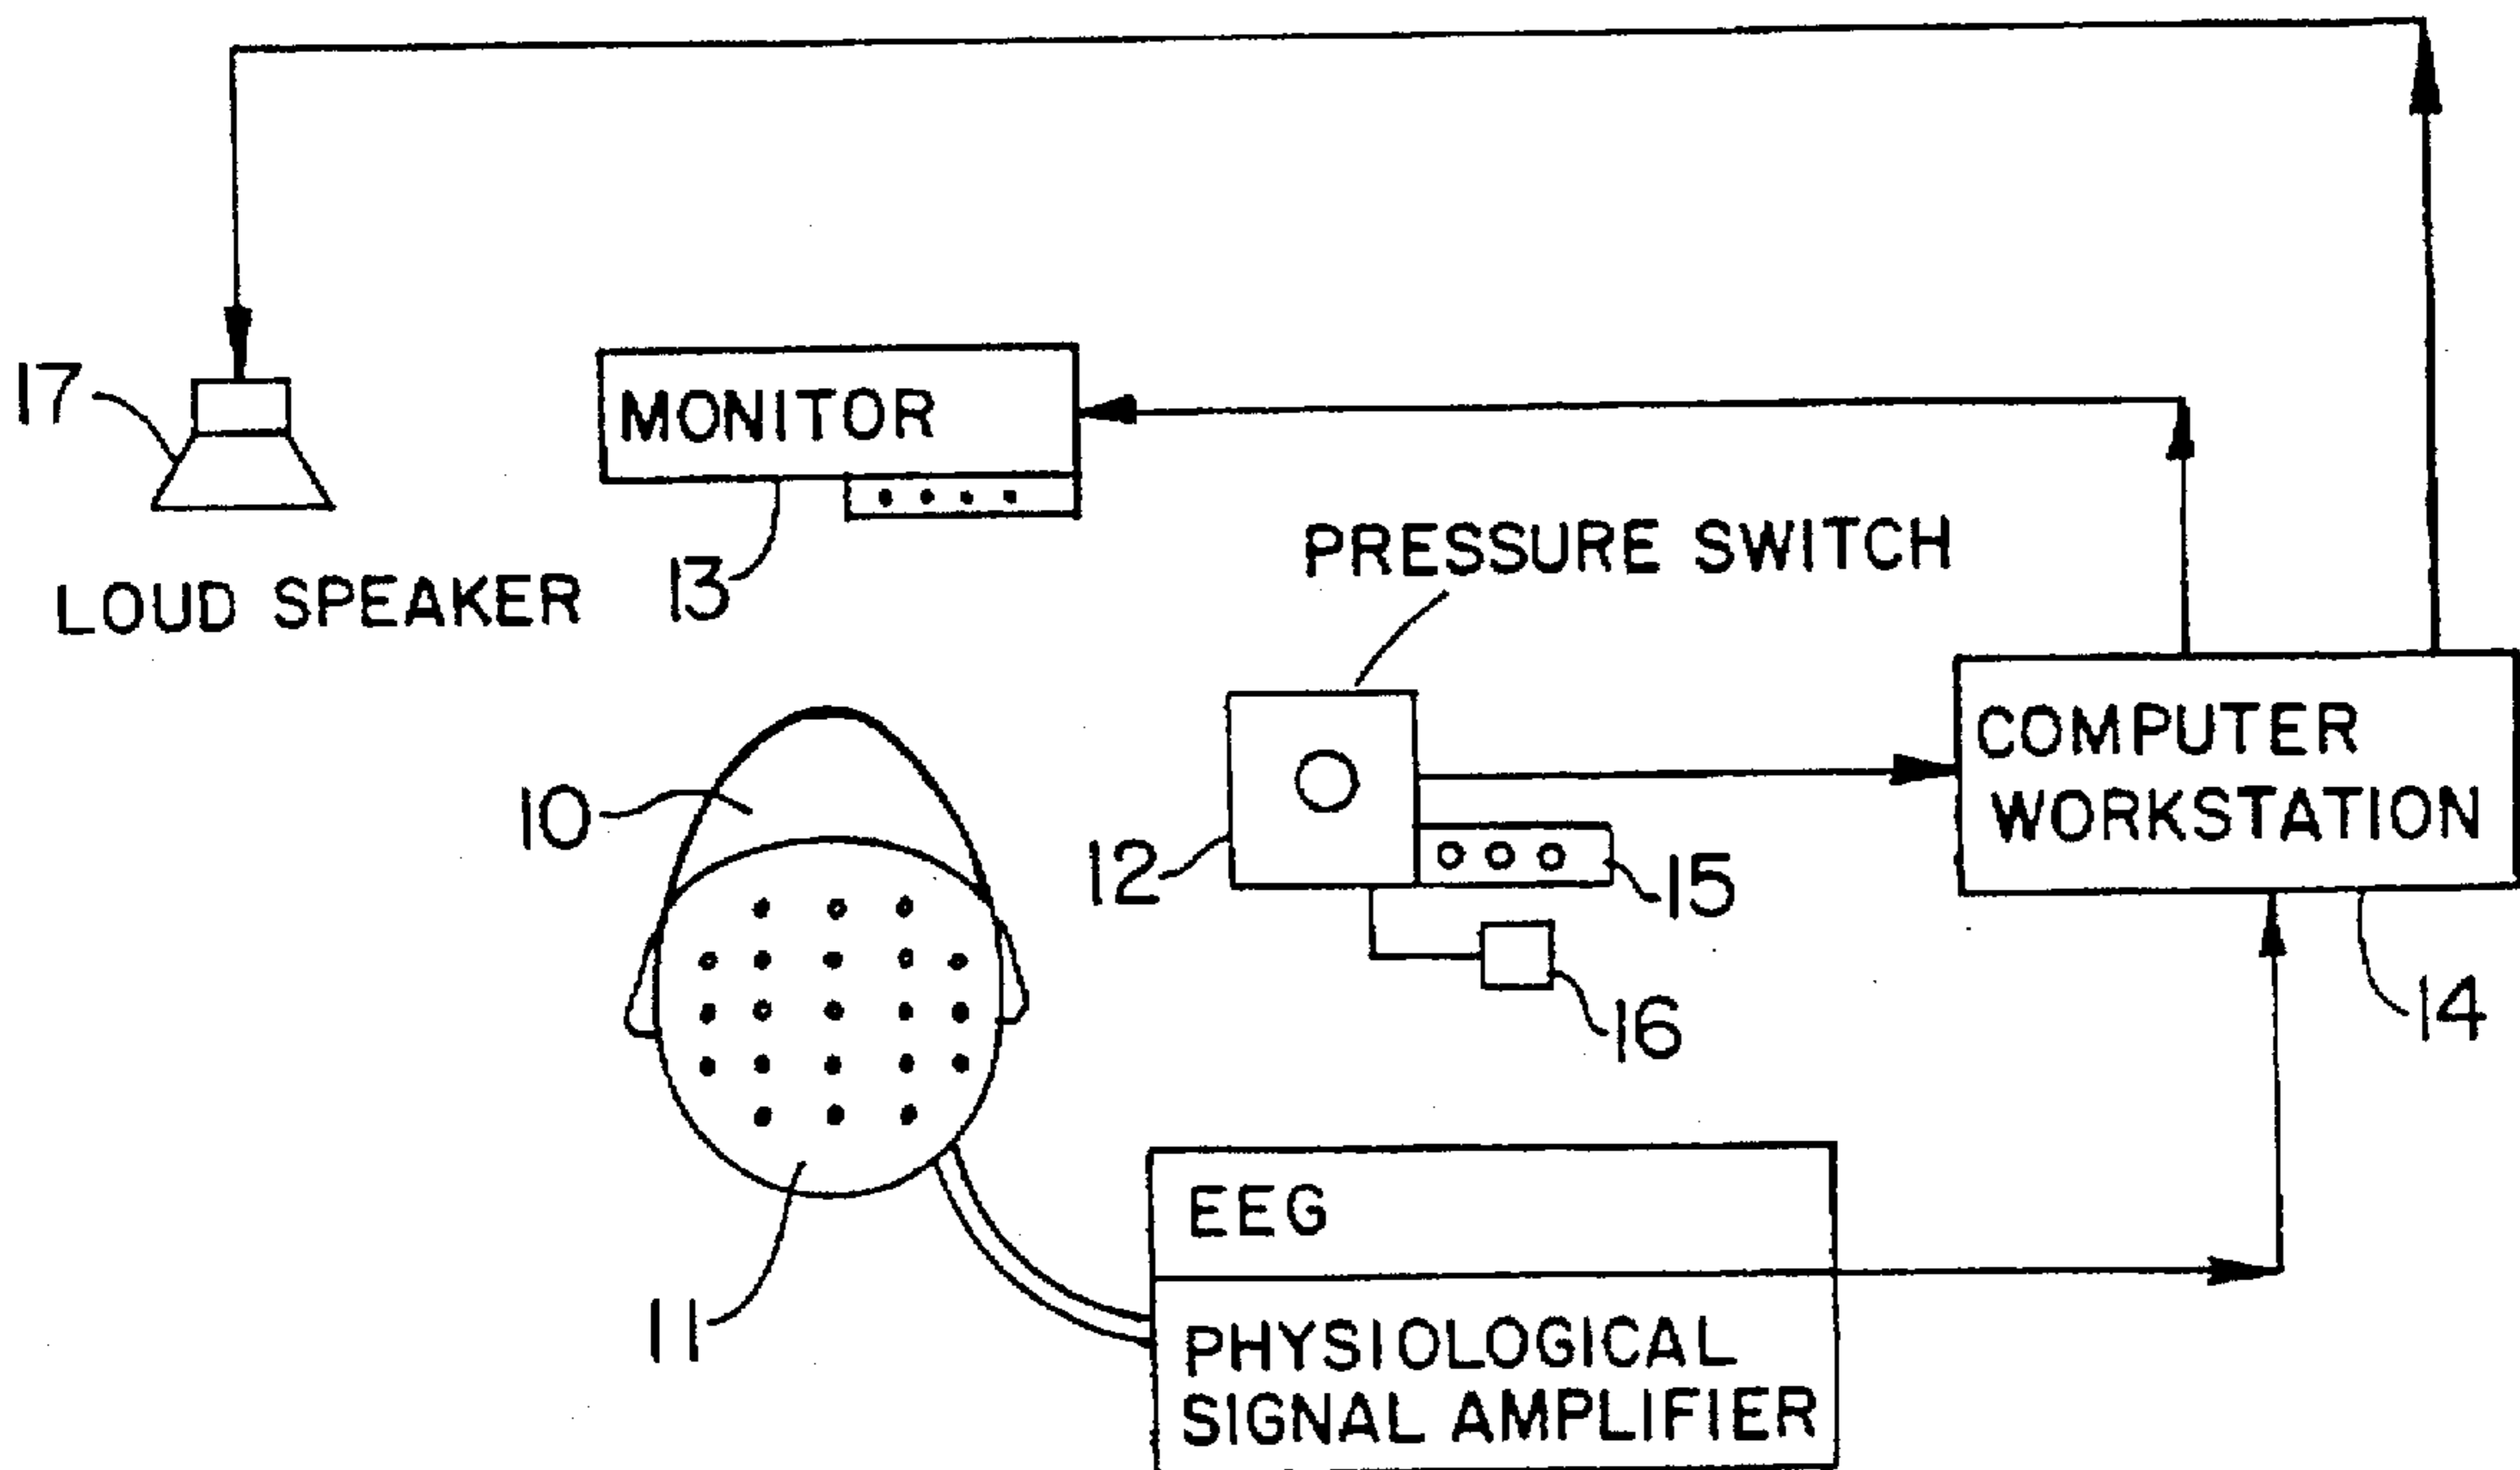 17
MONITOR
PRESSURE SWITCH
LOUD SPEAKER
13
COMPUTER
WORKSTATION
10
12
15
16
14
EEG
11
PHYSIOLOGICAL
SIGNAL AMPLIFIER